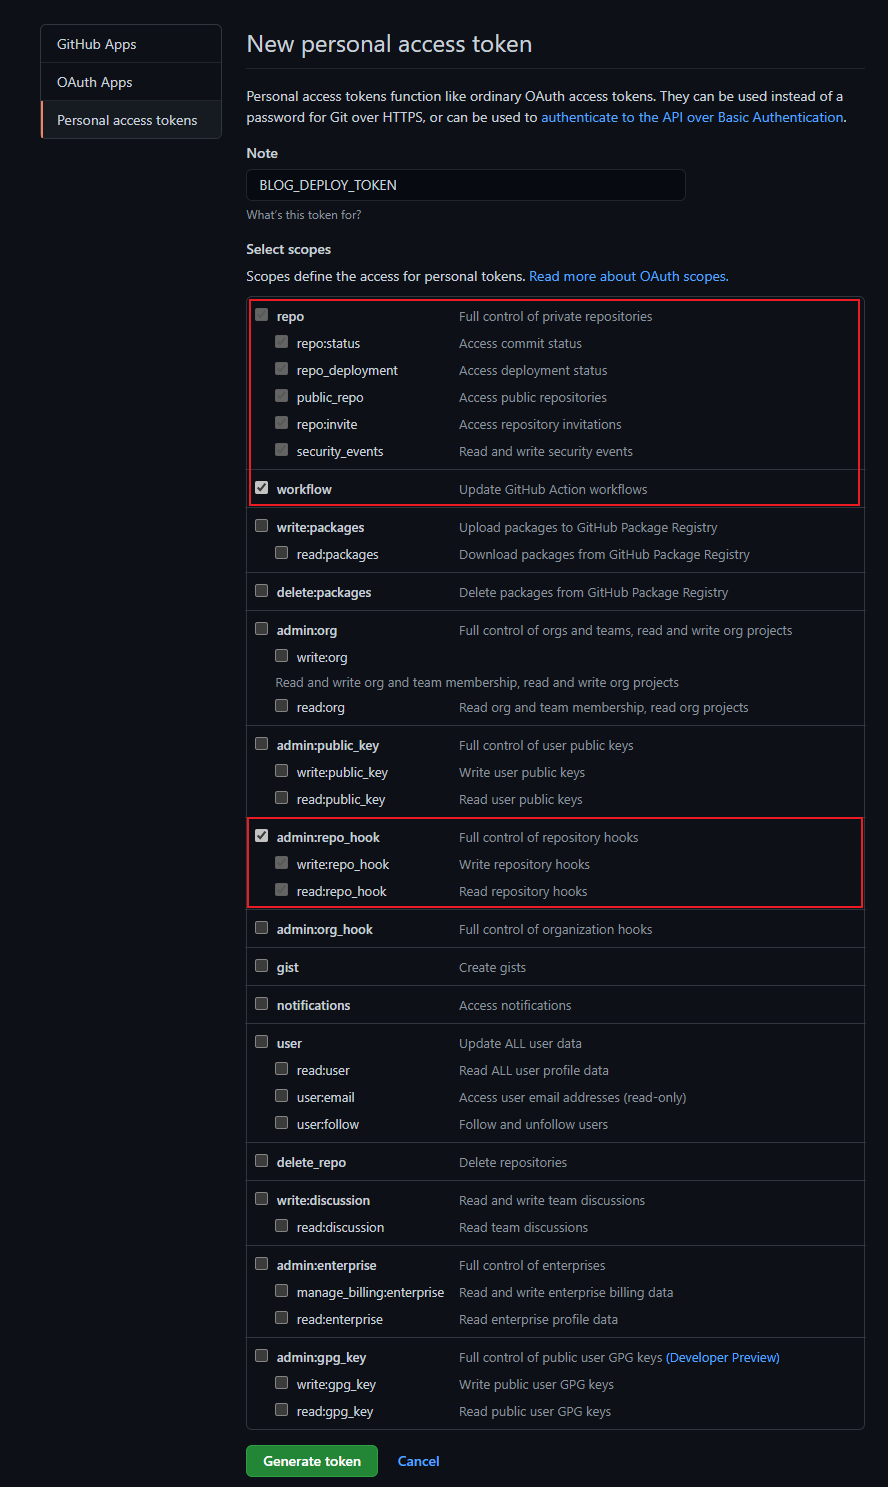 GitHub Apps
OAuth Apps
Personal access tokens
New personal access token
Personal access tokens function like ordinary OAuth access tokens. They can be used instead of a
password for Git over HTTPS, or can be used to authenticate to the API over Basic Authentication.
Note
BLOG_DEPLOY_TOKEN
What's this token for?
Select scopes
Scopes define the access for personal tokens. Read more about OAuth scopes.
repo Full control of private repositories
repo:status Access commit status
repo_deployment Access deployment status
public_repo Access public repositories
repo:invite Access repository invitations
security_events Read and write security events
workflow Update GitHub Action workflows
write:packages Upload packages to GitHub Package Registry
read:packages Download packages from GitHub Package Registry
delete:packages Delete packages from GitHub Package Registry
admin:org Full control of orgs and teams, read and write org projects
write:org
Read and write org and team membership, read and write org projects
read:org Read org and team membership, read org projects
admin:public_key Full control of user public keys
write:public_key Write user public keys
read:public_key Read user public keys
admin:repo_hook Full control of repository hooks
write:repo_hook Write repository hooks
read:repo_hook Read repository hooks
admin:org_hook Full control of organization hooks
gist Create gists
notifications Access notifications
user Update ALL user data
read:user Read ALL user profile data
user:email Access user email addresses (read-only)
user:follow Follow and unfollow users
delete_repo Delete repositories
write:discussion Read and write team discussions
read:discussion Read team discussions
admin:enterprise Full control of enterprises
manage_billing:enterprise Read and write enterprise billing data
read:enterprise Read enterprise profile data
admin:gpg_key Full control of public user GPG keys (Developer Preview)
write:gpg_key Write public user GPG keys
read:gpg_key Read public user GPG keys
Generate token Cancel